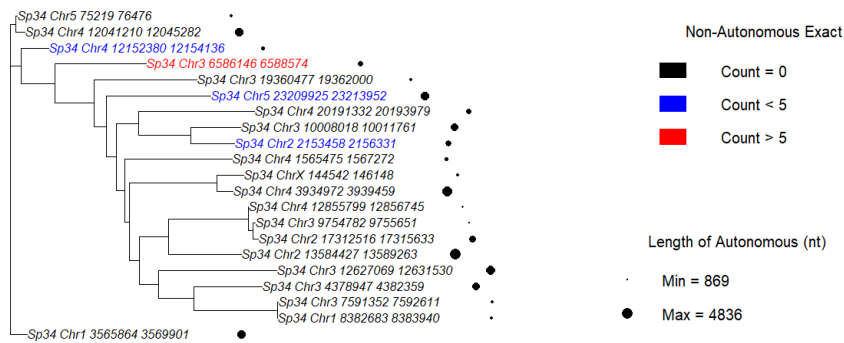 Sp34 Chr5 75219 76476
Sp34 Chr4 12041210 12045282
Sp34 Chr4 12152380 12154136
Sp34 Chr3 6586146 6588574
Sp34 Chr3 19360477 19362000
Sp34 Chr5 23209925 23213952
Sp34 Chr4 20191332 20193979
Sp34 Chr3 10008018 10011761
Sp34 Chr2 2153458 2156331
Sp34 Chr4 1565475 1567272
Sp34 ChrX 144542 146148
Sp34 Chr4 3934972 3939459
Sp34 Chr4 12855799 12856745
Sp34 Chr3 9754782 9755651
Sp34 Chr2 17312516 17315633
Sp34 Chr2 13584427 13589263
Sp34 Chr3 12627069 12631530
Sp34 Chr3 4378947 4382359
Sp34 Chr3 7591352 7592611
Sp34 Chr1 8382683 8383940
Sp34 Chr1 3565864 3569901
Non-Autonomous Exact
Count = 0
Count < 5
Count > 5
Length of Autonomous (nt)
Min = 869
Max = 4836